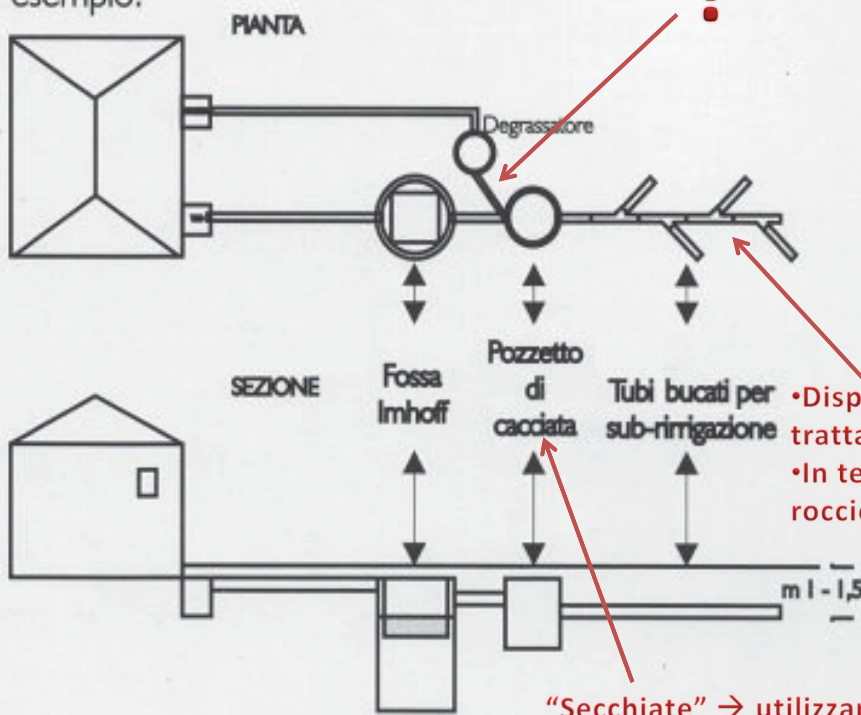 esempio:
PIANTA
Degrassatore
SEZIONE
Fossa
Imhoff
Pozzetto
di
cacciata
Tubi bucati per
sub-rirrigazione
•Disp
tratta
•In te
roccio
m 1 - 1,5
“Secchiate” → utilizzar